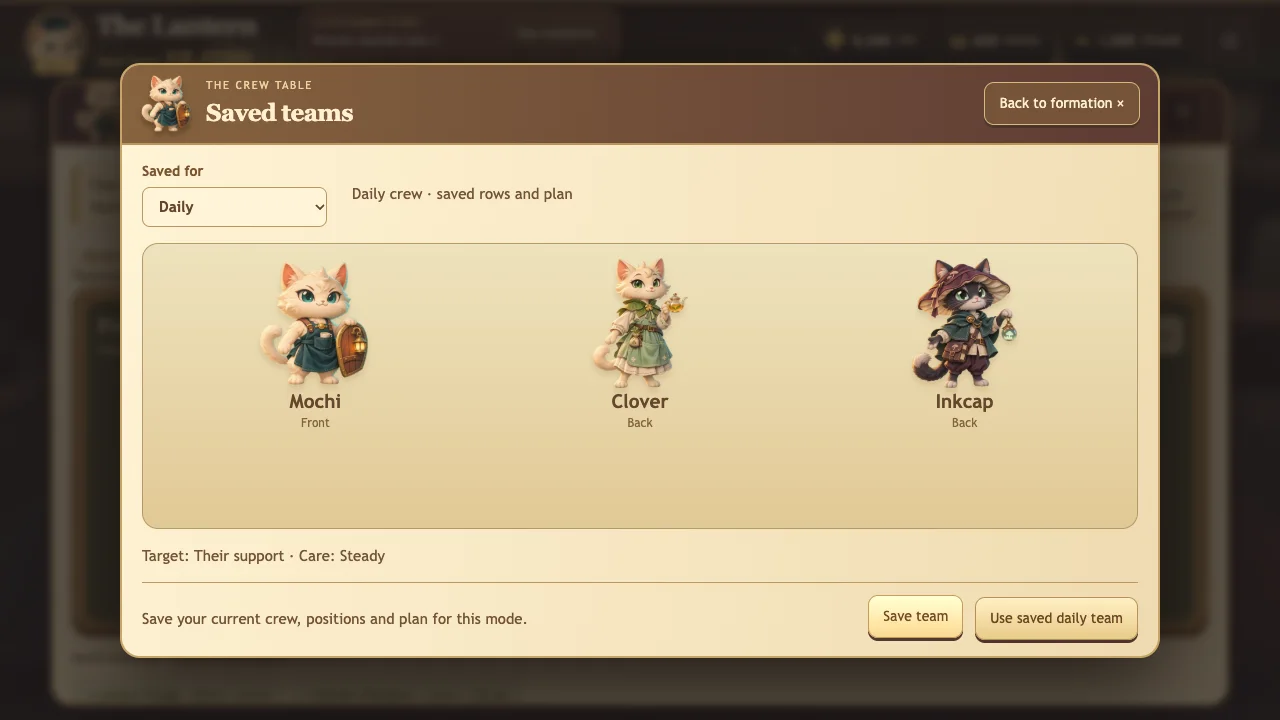 The Lantern
THE CREW TABLE
Saved teams
Back to formation ×
Saved for
Daily
Daily crew · saved rows and plan
Mochi
Front
Clover
Back
Inkcap
Back
Target: Their support · Care: Steady
Save your current crew, positions and plan for this mode.
Save team
Use saved daily team